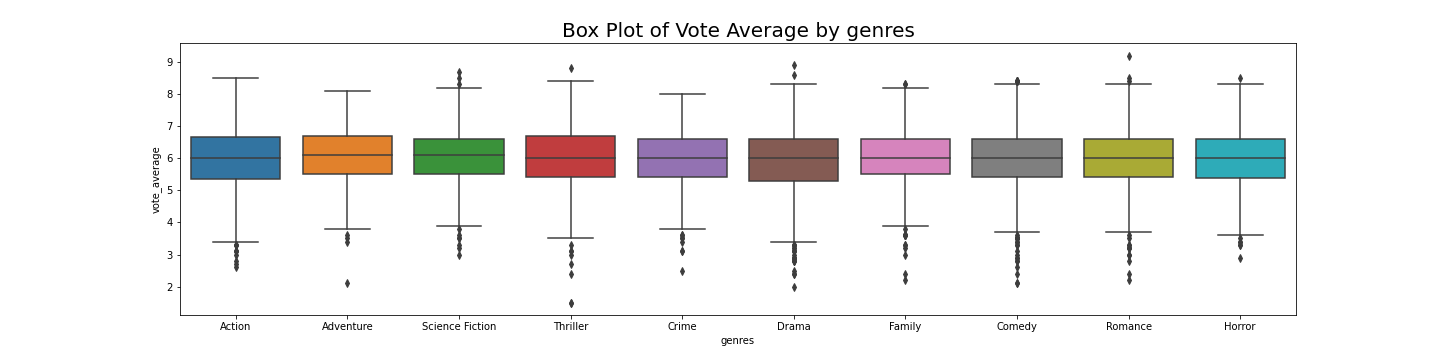 Box Plot of Vote Average by genres
9
8
7
6
5
4
3
2
vote_average
Action Adventure Science Fiction Thriller Crime Drama Family Comedy Romance Horror
genres